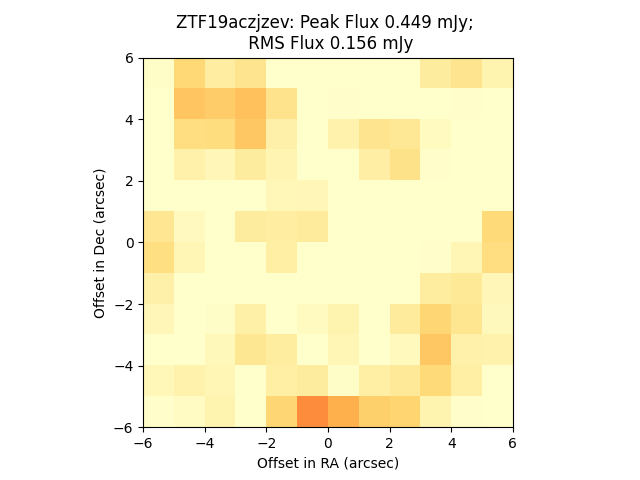 ZTF19aczjzev: Peak Flux 0.449 mJy;
RMS Flux 0.156 mJy
6
4
2
0
−2
−4
−6
Offset in Dec (arcsec)
−6 −4 −2 0 2 4 6
Offset in RA (arcsec)